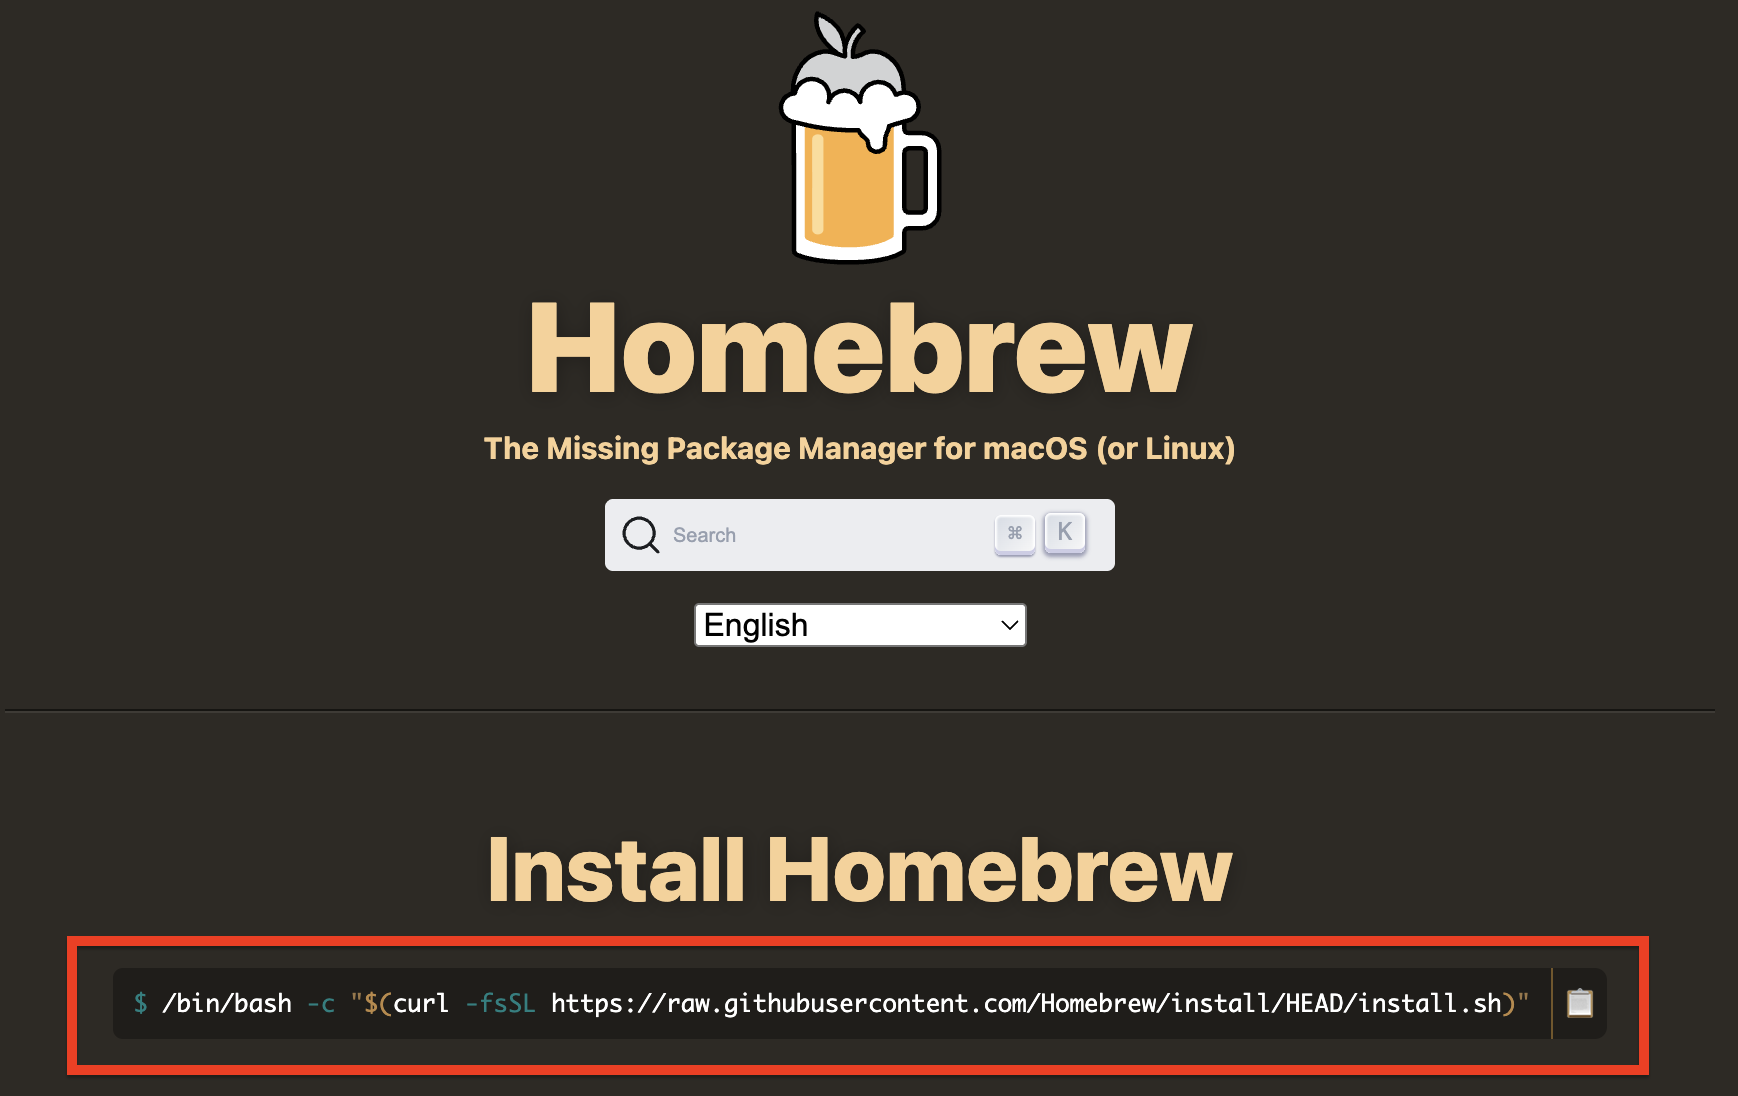 Homebrew
The Missing Package Manager for macOS (or Linux)
Search ⌘ K
English
Install Homebrew
$ /bin/bash -c "$(curl -fsSL https://raw.githubusercontent.com/Homebrew/install/HEAD/install.sh)"